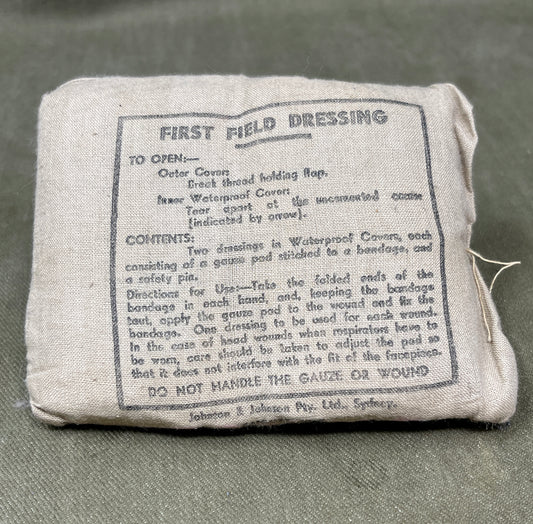 FIRST FIELD DRESSING
TO OPEN:—
Outer Cover:
Break thread holding flap.
Inner Waterproof Cover:
Tear apart at the uncemented corner
[indicated by arrow].
CONTENTS:
Two dressings in Waterproof Covers, each
consisting of a gauze pad stitched to a bandage, and
a safety pin.
Directions for Use:—Take the folded ends of the
bandage in each hand, and, keeping the bandage
taut, apply the gauze pad to the wound and fix the
bandage. One dressing to be used for each wound.
In the case of head wounds when respirators have to
be worn, care should be taken to adjust the pad so
that it does not interfere with the fit of the facepiece.
DO NOT HANDLE THE GAUZE OR WOUND
Johnson & Johnson Pty. Ltd., Sydney.